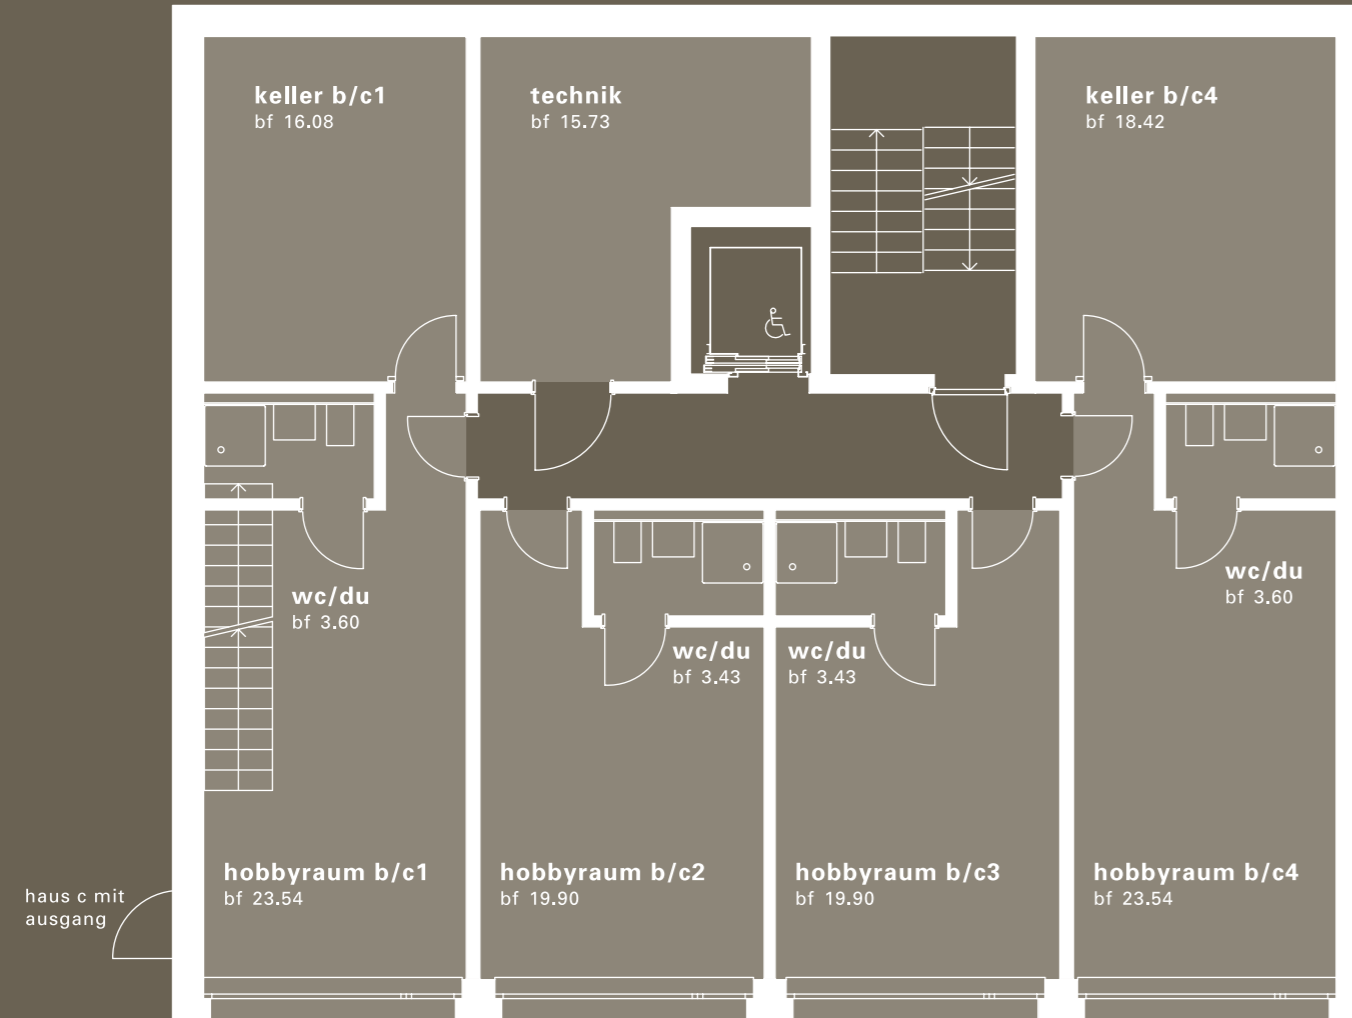 keller b/c1
bf 16.08
technik
bf 15.73
keller b/c4
bf 18.42
wc/du
bf 3.60
wc/du
bf 3.43
wc/du
bf 3.43
wc/du
bf 3.60
hobbyraum b/c1
bf 23.54
hobbyraum b/c2
bf 19.90
hobbyraum b/c3
bf 19.90
hobbyraum b/c4
bf 23.54
haus c mit
ausgang